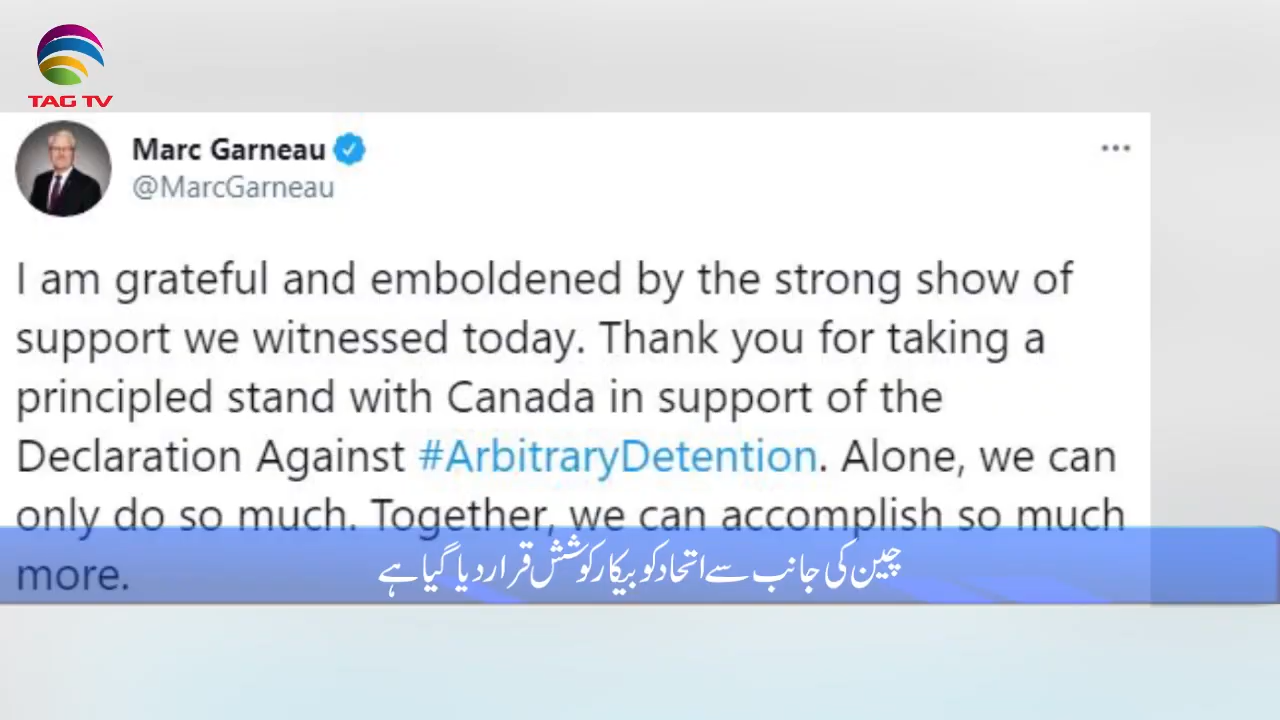 TAG TV
Marc Garneau
@MarcGarneau
I am grateful and emboldened by the strong show of
support we witnessed today. Thank you for taking a
principled stand with Canada in support of the
Declaration Against #ArbitraryDetention. Alone, we can
only do so much. Together, we can accomplish so much
more.
چین کی جانب سے اتحاد کو بیکار کوشش قرار دیا گیا ہے